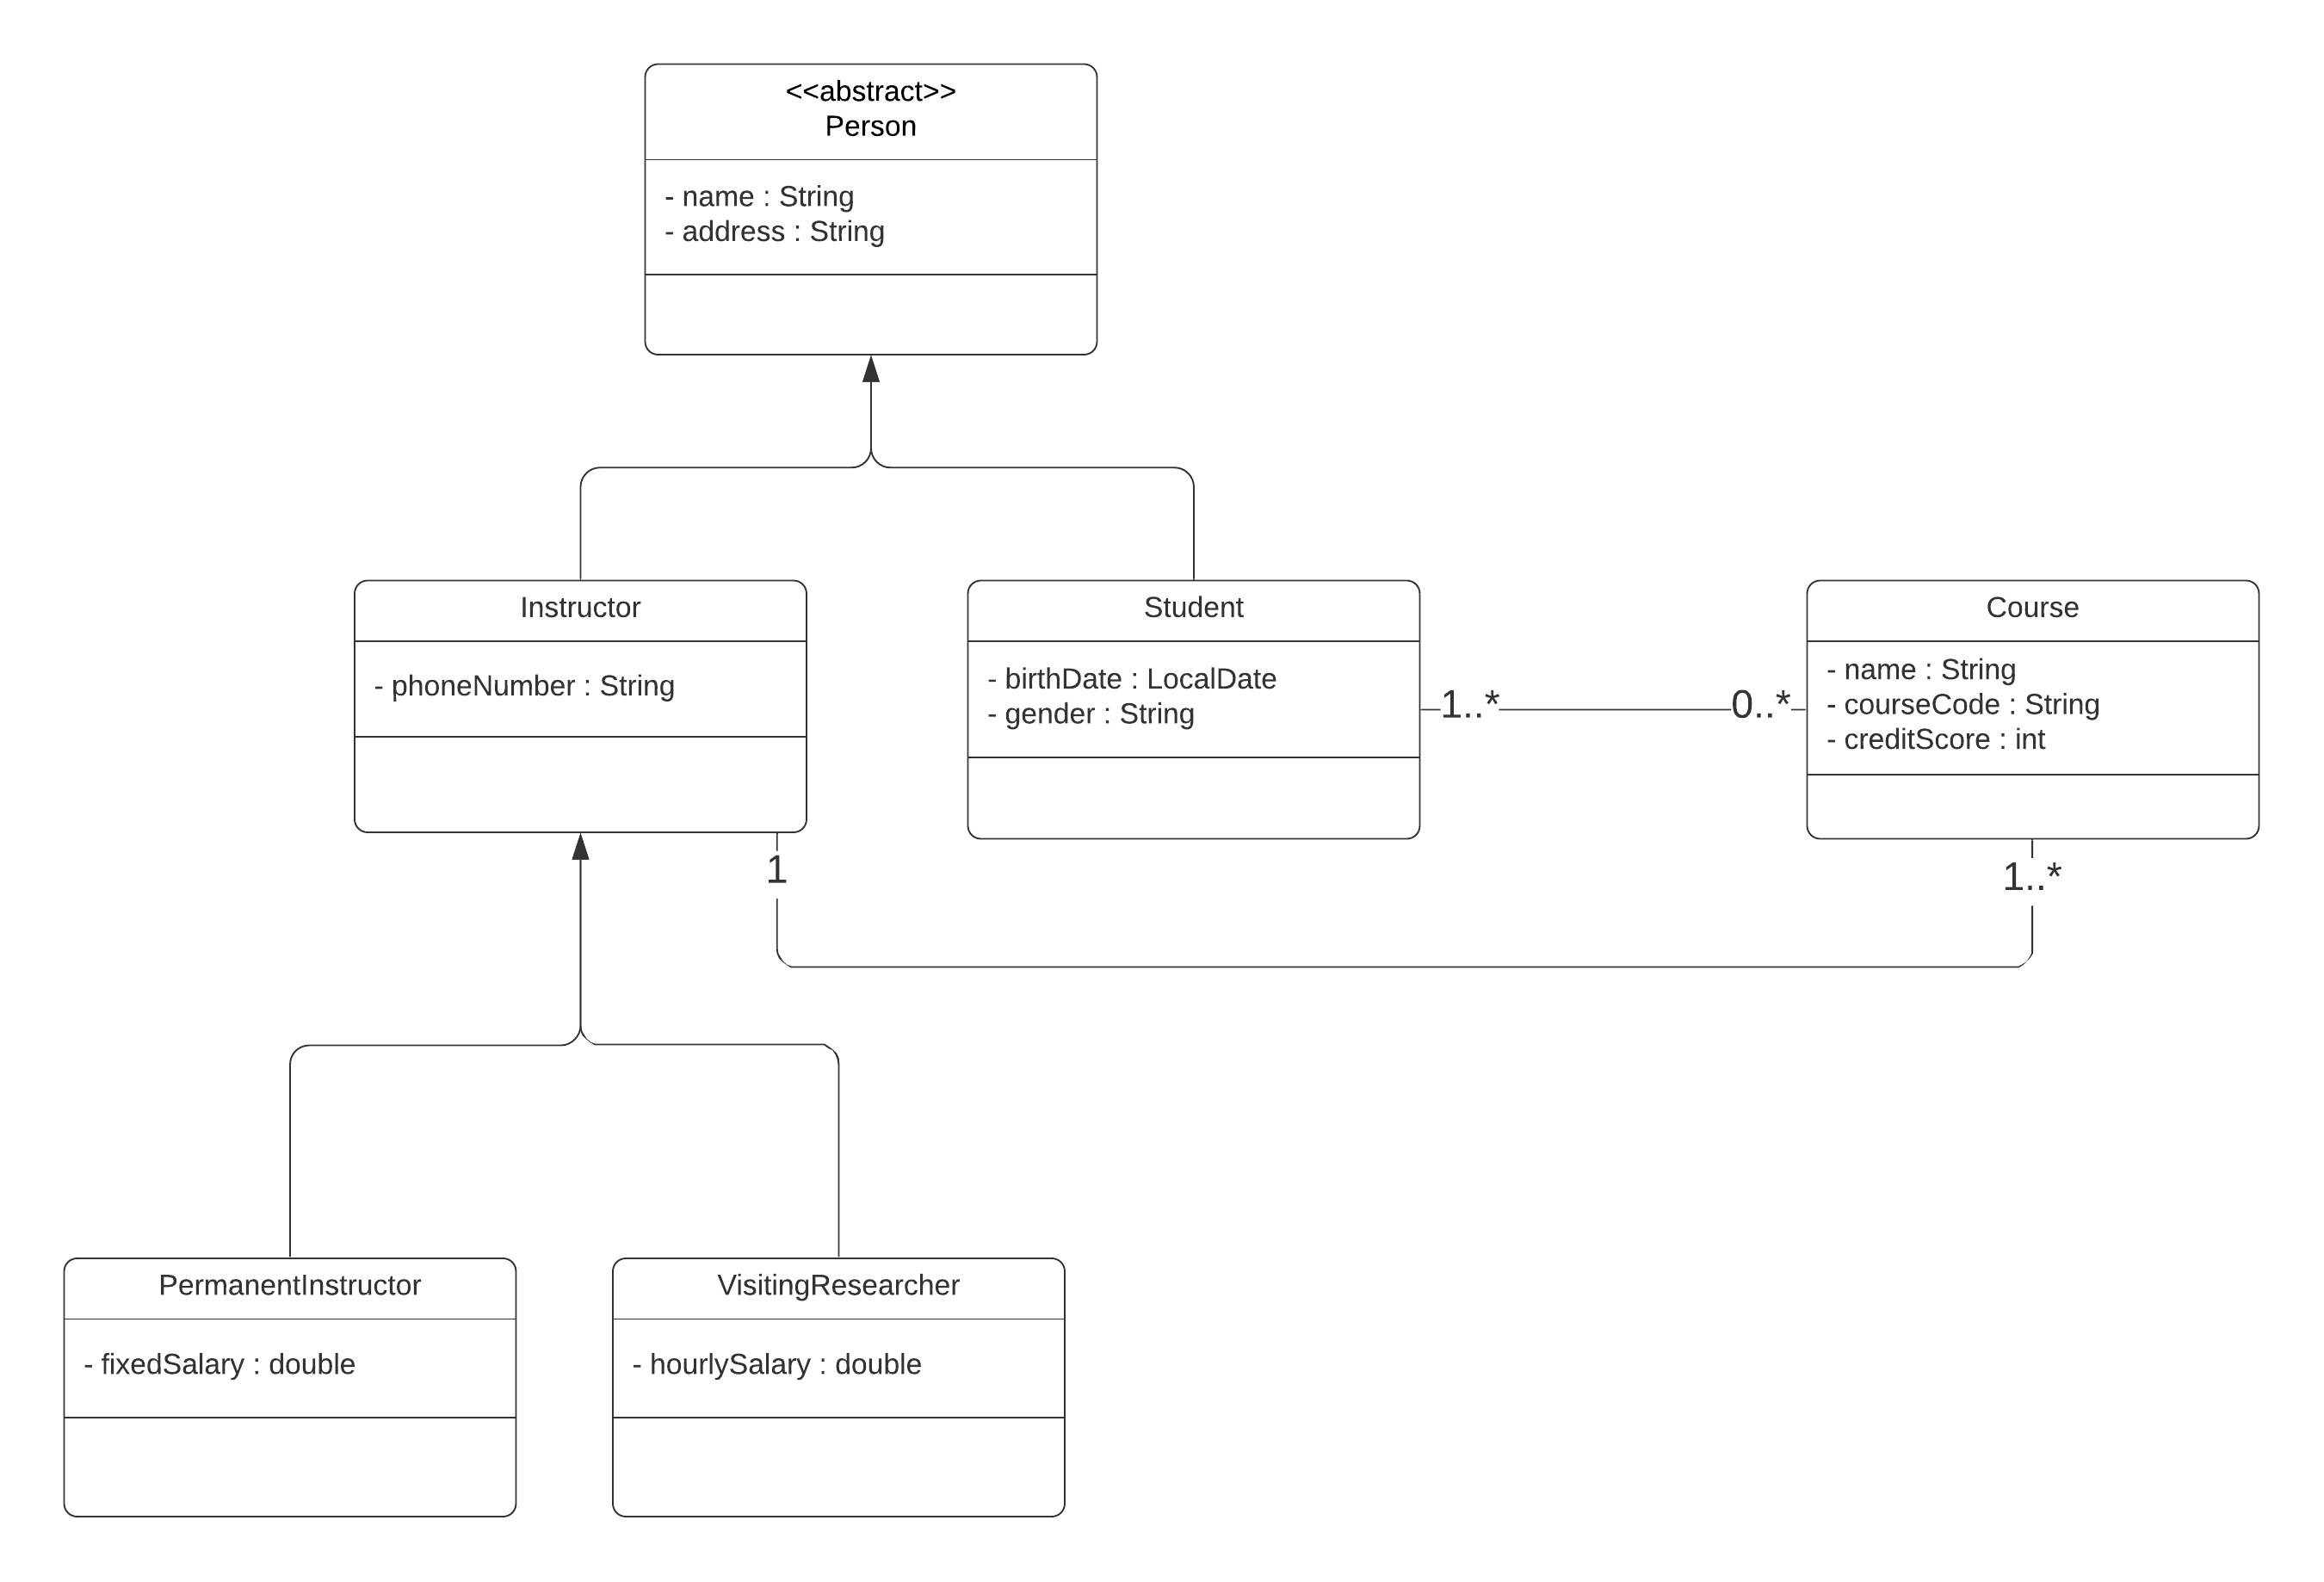 <<abstract>>
Person
- name : String
- address : String
Instructor
- phoneNumber : String
Student
- birthDate : LocalDate
- gender : String
1..*
0..*
Course
- name : String
- courseCode : String
- creditScore : int
1
1..*
PermanentInstructor
- fixedSalary : double
VisitingResearcher
- hourlySalary : double